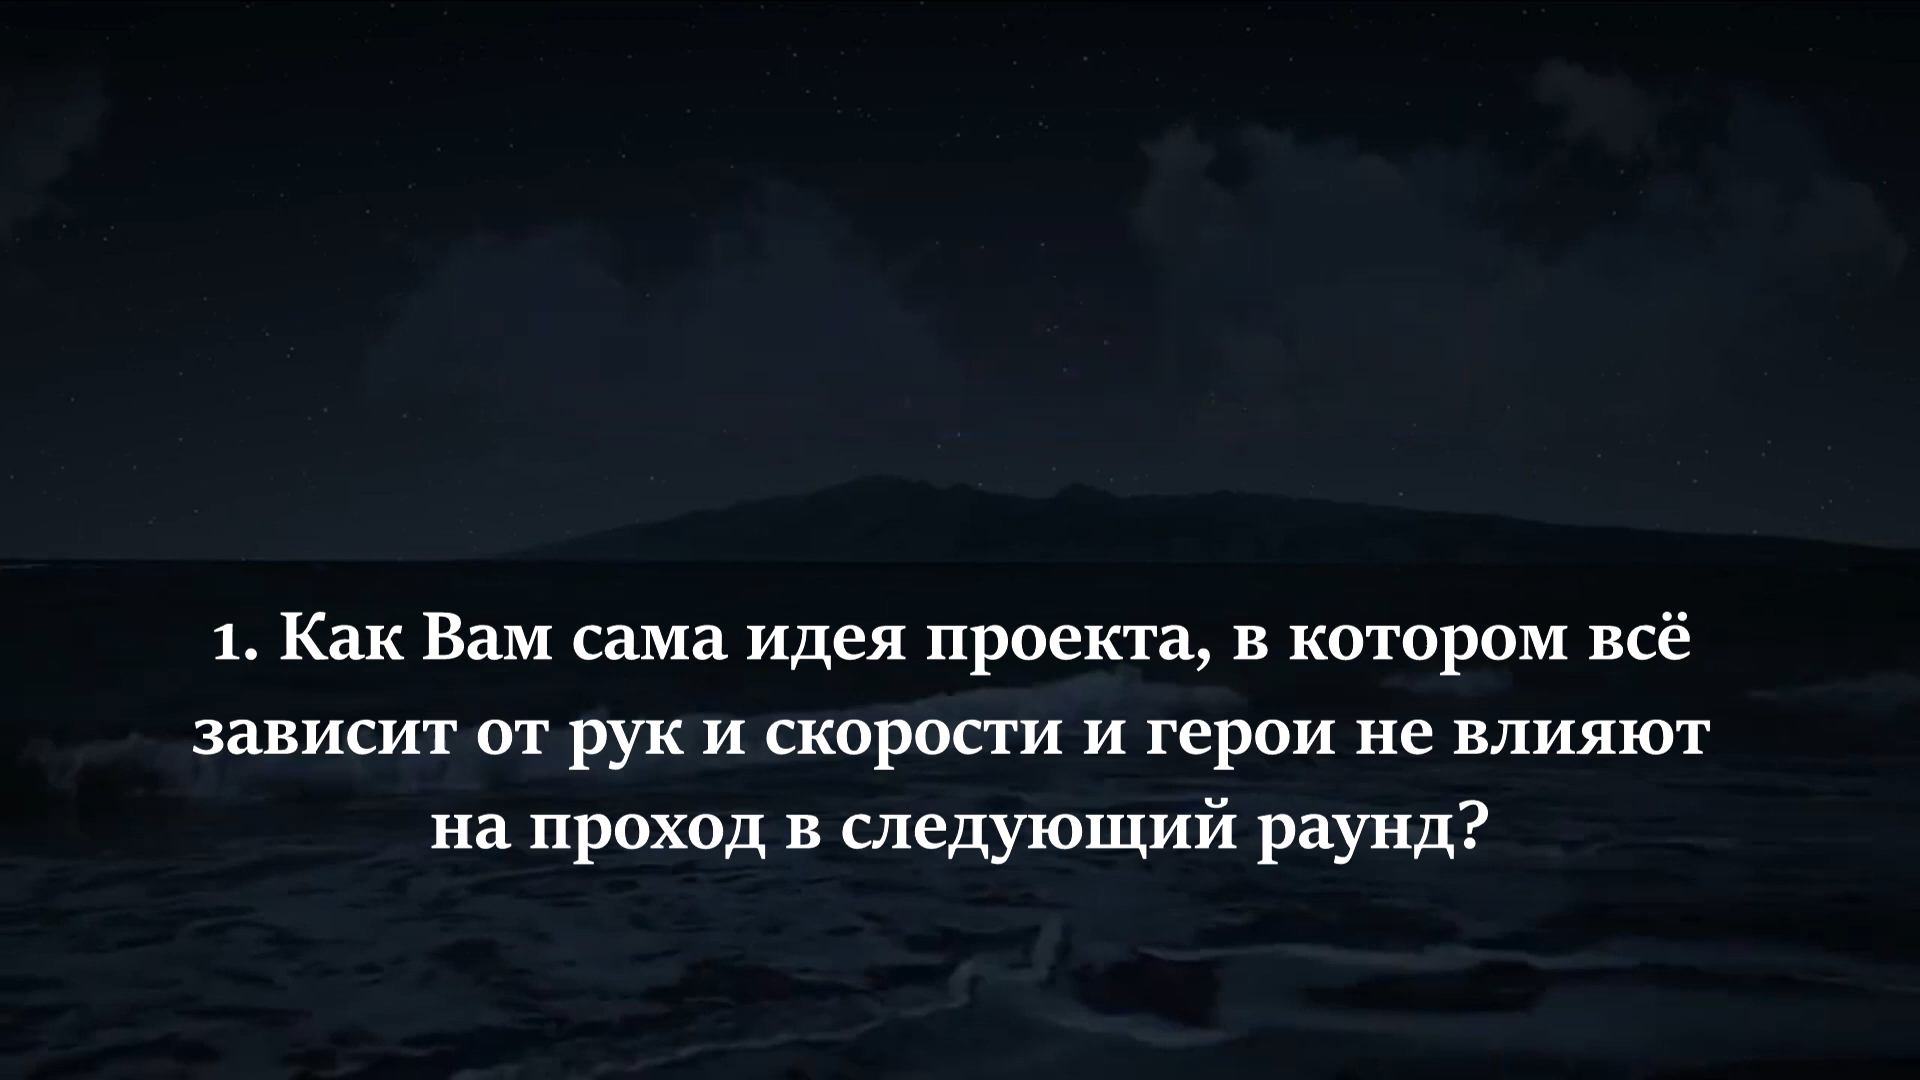 1. Как Вам сама идея проекта, в котором всё
зависит от рук и скорости и герои не влияют
на проход в следующий раунд?